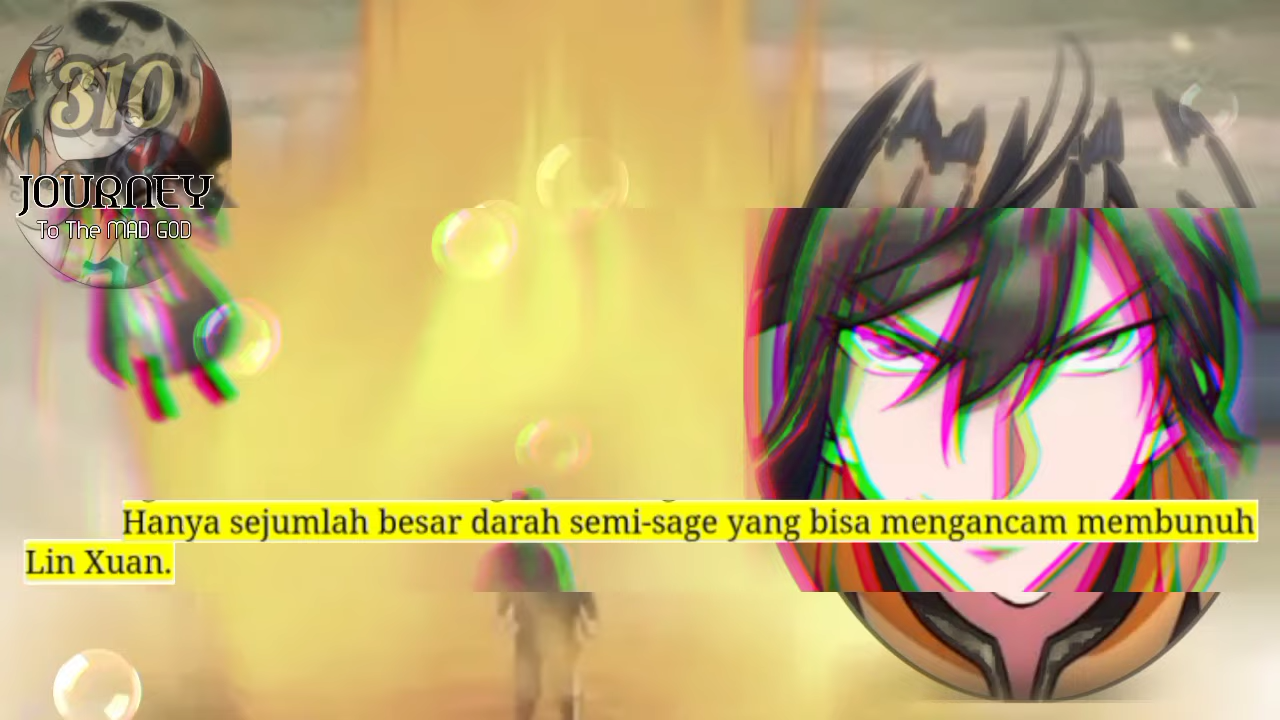 310
JOURNEY
To The MAD GOD
Hanya sejumlah besar darah semi-sage yang bisa mengancam membunuh
Lin Xuan.